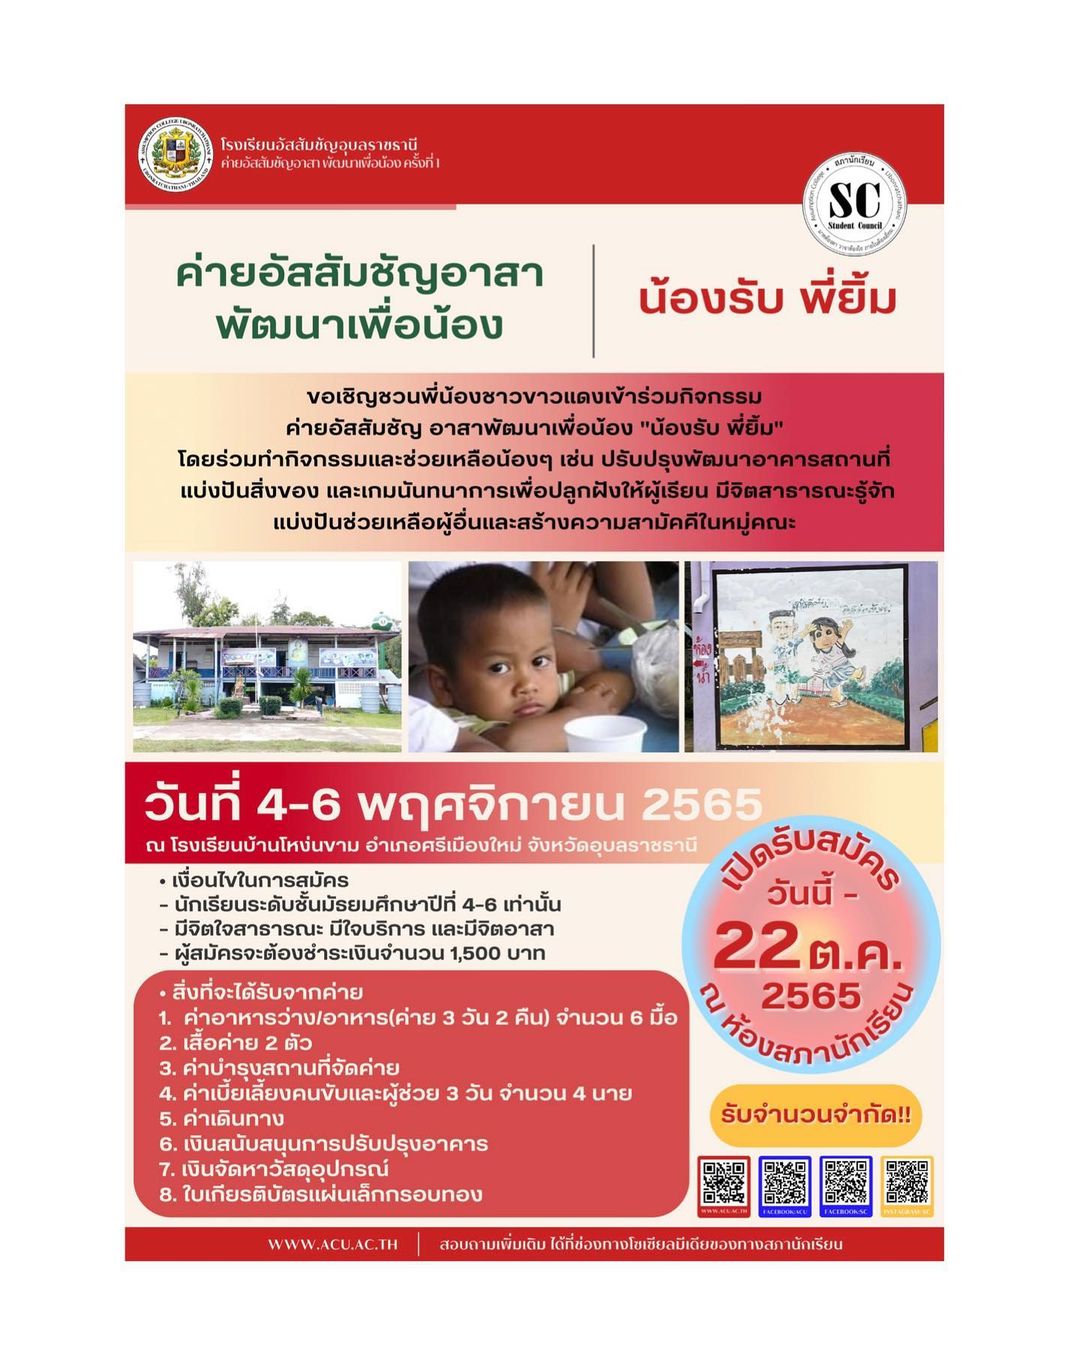 โรงเรียนอัสสัมชัญอุบลราชธานี
ค่ายอัสสัมชัญอาสา พัฒนาเพื่อน้อง ครั้งที่ 1
สภานักเรียน
SC
Student Council
ค่ายอัสสัมชัญอาสา
พัฒนาเพื่อน้อง
น้องรับ พี่ยิ้ม
ขอเชิญชวนพี่น้องชาวขาวแดงเข้าร่วมกิจกรรม
ค่ายอัสสัมชัญ อาสาพัฒนาเพื่อน้อง "น้องรับ พี่ยิ้ม"
โดยร่วมทำกิจกรรมและช่วยเหลือน้องๆ เช่น ปรับปรุงพัฒนาอาคารสถานที่
แบ่งปันสิ่งของ และเกมนันทนาการเพื่อปลูกฝังให้ผู้เรียน มีจิตสาธารณะรู้จัก
แบ่งปันช่วยเหลือผู้อื่นและสร้างความสามัคคีในหมู่คณะ
ห้อง
น้ำ
วันที่ 4-6 พฤศจิกายน 2565
ณ โรงเรียนบ้านโหง่นขาม อำเภอศรีเมืองใหม่ จังหวัดอุบลราชธานี
• เงื่อนไขในการสมัคร
- นักเรียนระดับชั้นมัธยมศึกษาปีที่ 4-6 เท่านั้น
- มีจิตใจสาธารณะ มีใจบริการ และมีจิตอาสา
- ผู้สมัครจะต้องชำระเงินจำนวน 1,500 บาท
เปิดรับสมัคร
วันนี้ -
22 ต.ค.
2565
ณ ห้องสภานักเรียน
• สิ่งที่จะได้รับจากค่าย
1. ค่าอาหารว่าง/อาหาร(ค่าย 3 วัน 2 คืน) จำนวน 6 มื้อ
2. เสื้อค่าย 2 ตัว
3. ค่าบำรุงสถานที่จัดค่าย
4. ค่าเบี้ยเลี้ยงคนขับและผู้ช่วย 3 วัน จำนวน 4 นาย
5. ค่าเดินทาง
6. เงินสนับสนุนการปรับปรุงอาคาร
7. เงินจัดหาวัสดุอุปกรณ์
8. ใบเกียรติบัตรแผ่นเล็กกรอบทอง
รับจำนวนจำกัด!!
WWW.ACU.AC.TH
FACEBOOK:ACU
FACEBOOK:SC
INSTAGRAM:SC
WWW.ACU.AC.TH
สอบถามเพิ่มเติม ได้ที่ช่องทางโซเชียลมีเดียของทางสภานักเรียน